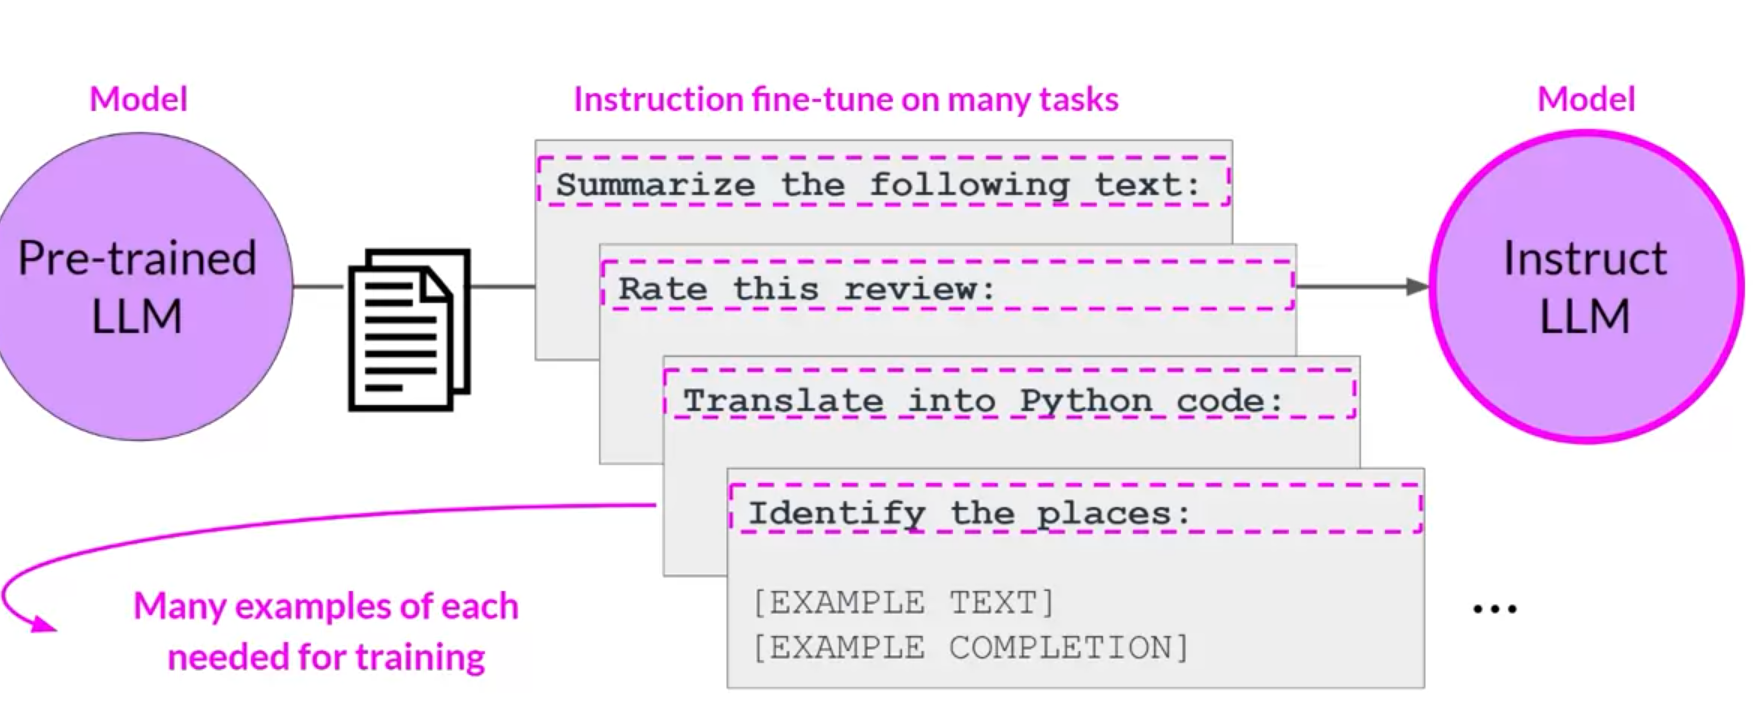 Model
Instruction fine-tune on many tasks
Model
Pre-trained
LLM
Summarize the following text:
Rate this review:
Translate into Python code:
Identify the places:
[EXAMPLE TEXT]
[EXAMPLE COMPLETION]
Instruct
LLM
Many examples of each
needed for training
...